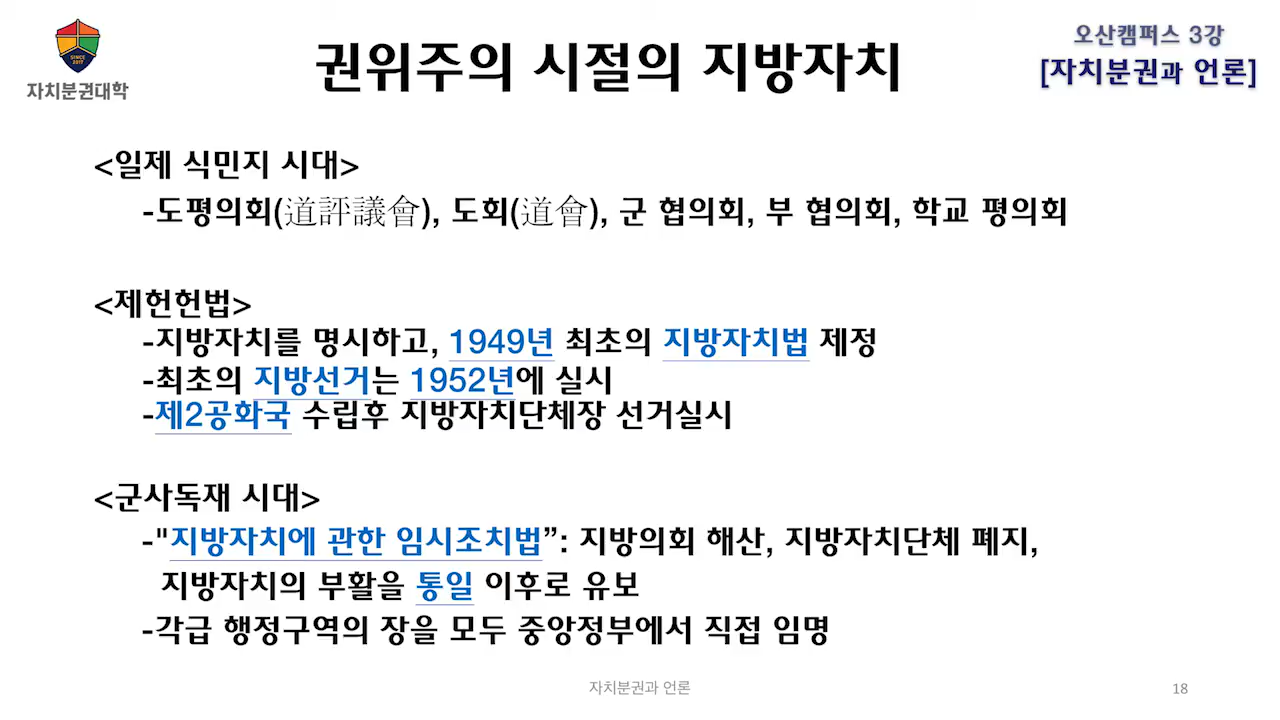 SINCE
2017
자치분권대학
권위주의 시절의 지방자치
오산캠퍼스 3강
[자치분권과 언론]
<일제 식민지 시대>
-도평의회(道評議會), 도회(道會), 군 협의회, 부 협의회, 학교 평의회
<제헌헌법>
-지방자치를 명시하고, 1949년 최초의 지방자치법 제정
-최초의 지방선거는 1952년에 실시
-제2공화국 수립후 지방자치단체장 선거실시
<군사독재 시대>
-"지방자치에 관한 임시조치법”: 지방의회 해산, 지방자치단체 폐지,
지방자치의 부활을 통일 이후로 유보
-각급 행정구역의 장을 모두 중앙정부에서 직접 임명
자치분권과 언론
18